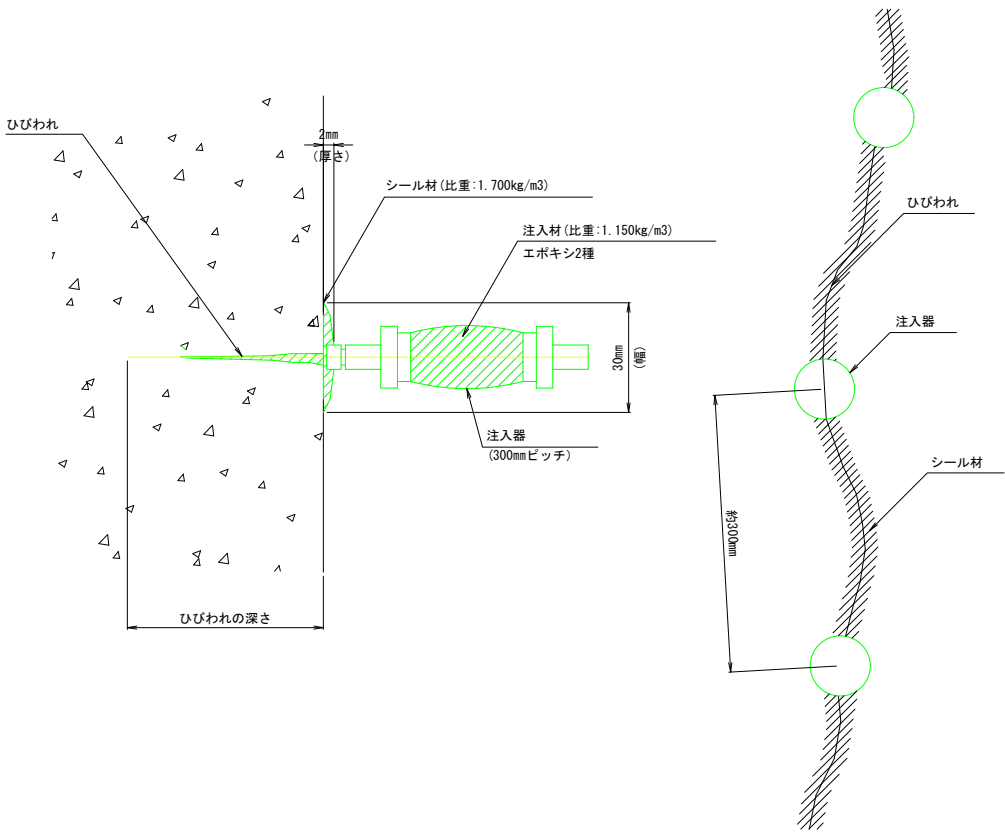 ひびわれ
2mm
(厚さ)
シール材(比重:1.700kg/m3)
注入材(比重:1.150kg/m3)
エポキシ2種
30mm
(幅)
注入器
(300mmピッチ)
ひびわれの深さ
ひびわれ
注入器
シール材
約300mm